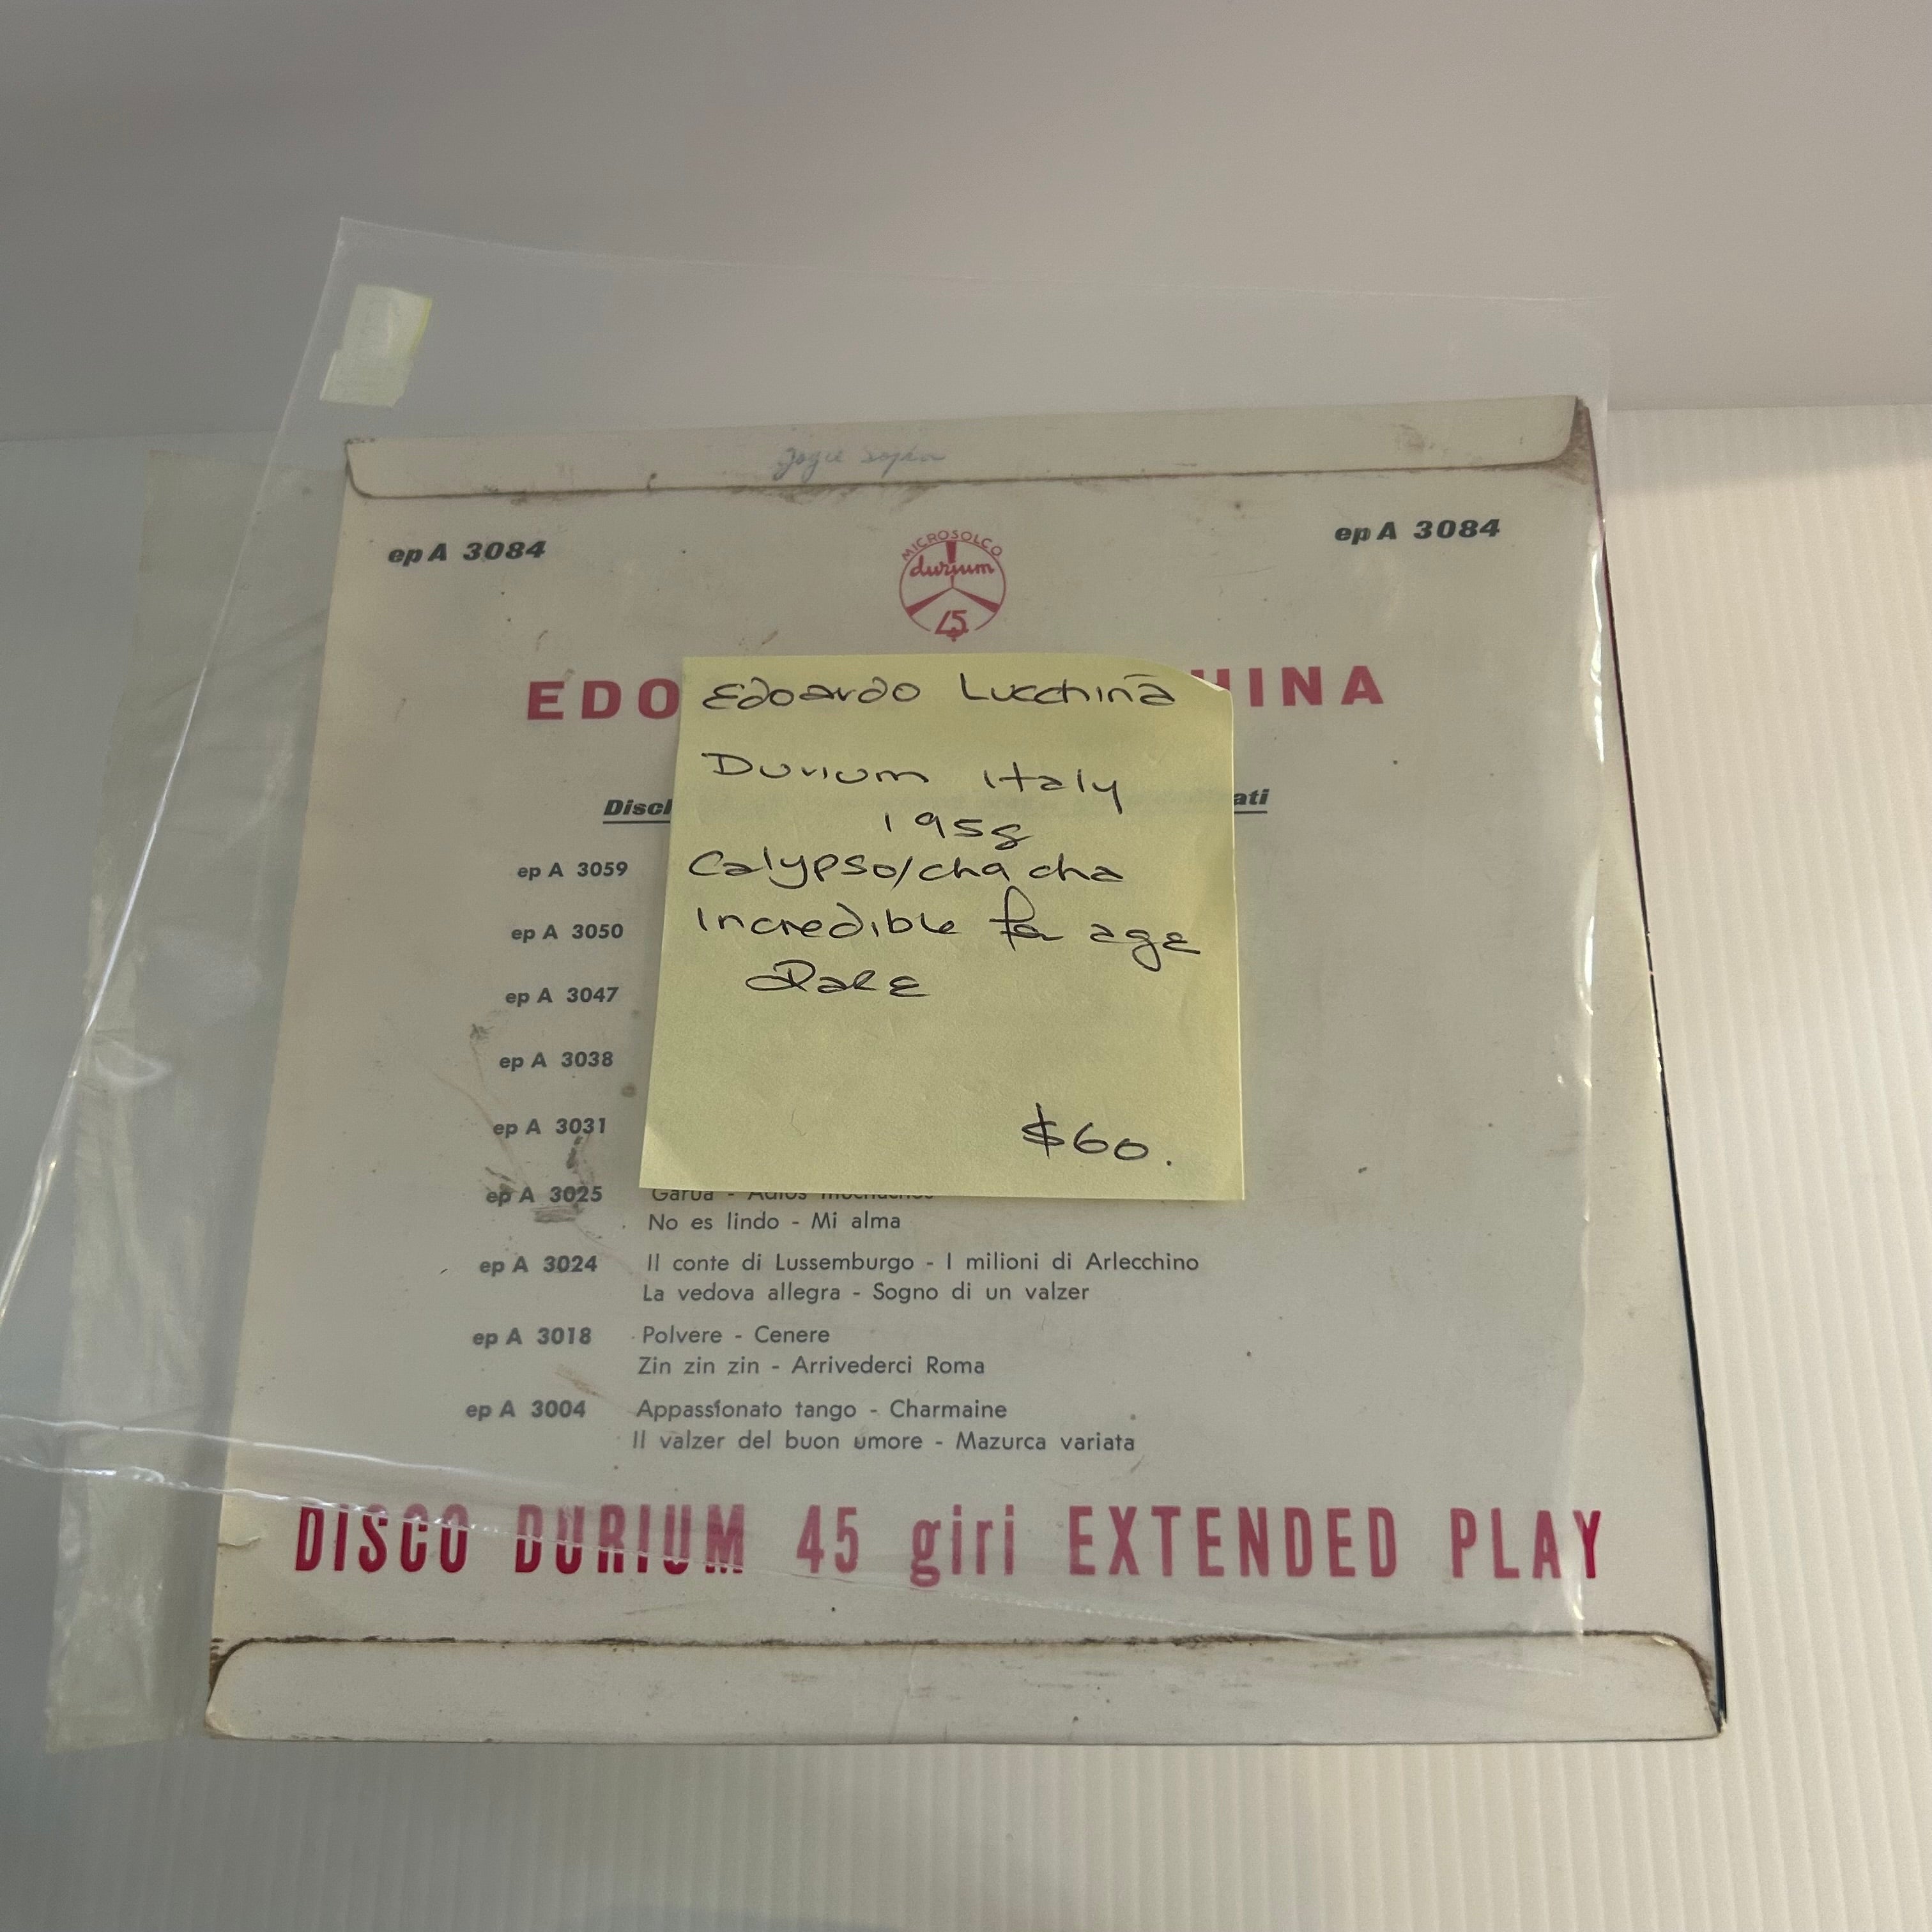 ep A 3084
ep A 3084
MICROSOLCO
durium
45
EDO
HINA
Edoardo Lucchina
Durium Italy
1958
Calypso/cha cha
Incredible for age
Rare
$60.
ati
ep A 3059
ep A 3050
ep A 3047
ep A 3038
ep A 3031
ep A 3025 Garua - Adios muchachos
No es lindo - Mi alma
ep A 3024 Il conte di Lussemburgo - I milioni di Arlecchino
La vedova allegra - Sogno di un valzer
ep A 3018 Polvere - Cenere
Zin zin zin - Arrivederci Roma
ep A 3004 Appassionato tango - Charmaine
Il valzer del buon umore - Mazurca variata
DISCO DURIUM 45 giri EXTENDED PLAY